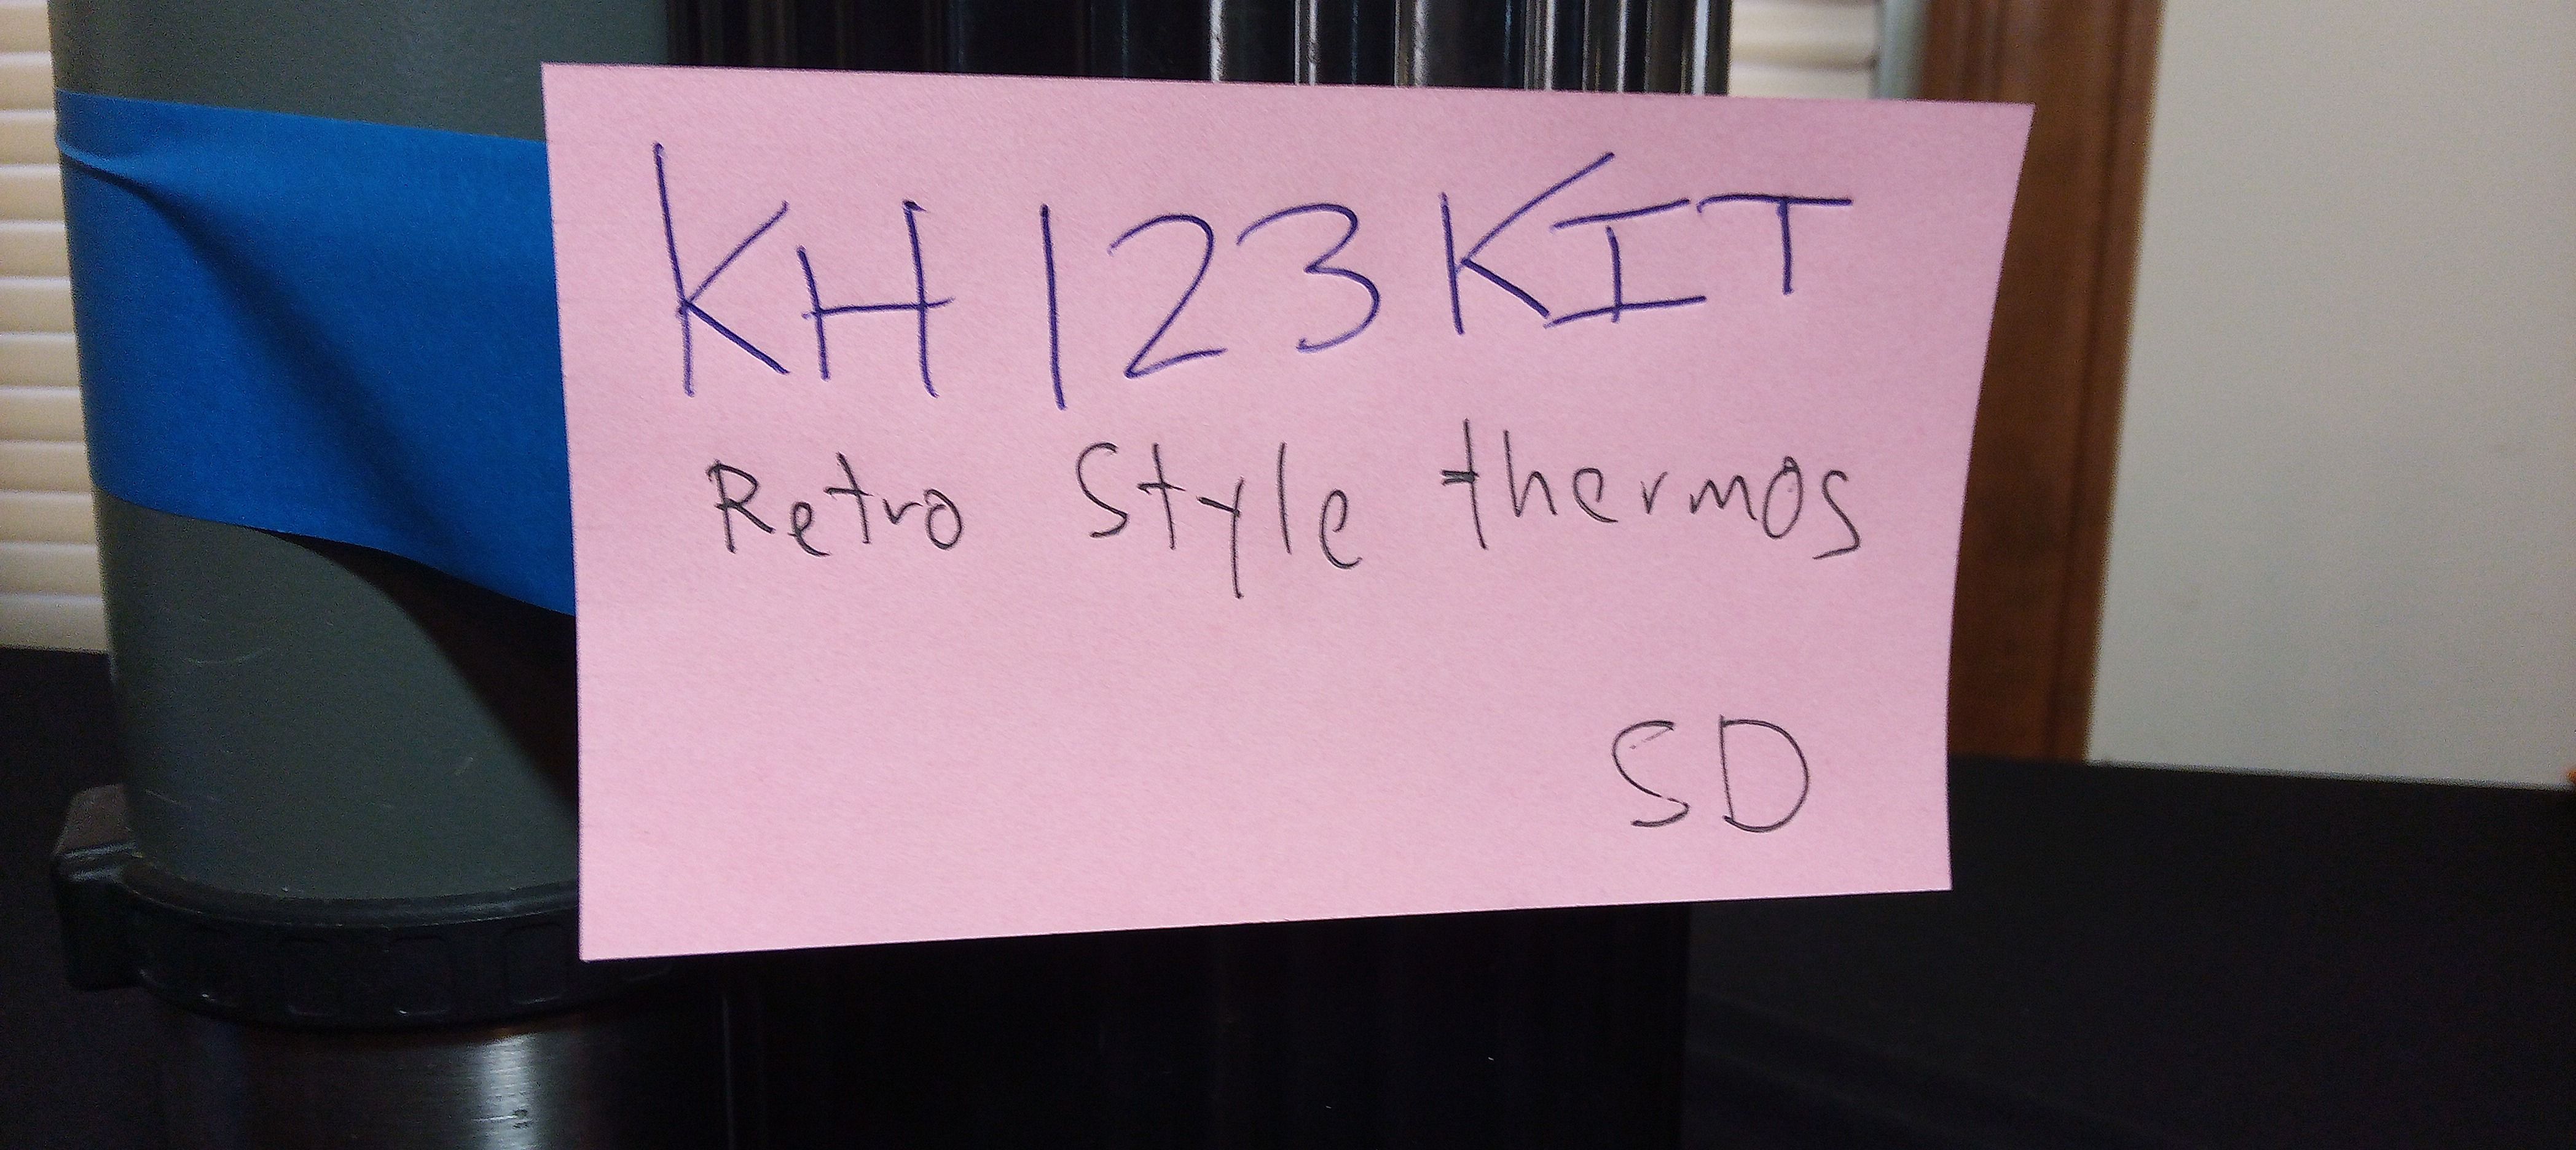 KH123KIT
Retro Style thermos
SD